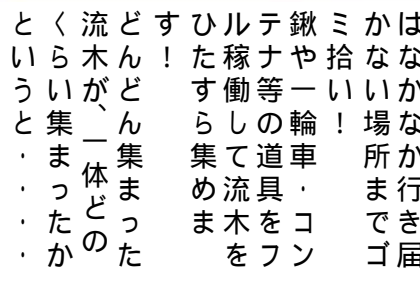 はなかなか行き届
かない場所までゴ
ミ拾い！
鍬や一輪車・コン
テナ等の道具をフ
ル稼働して流木を
ひたすら集めま
す！
どんどん集まった
流木が、一体どの
くらい集まったか
というと・・・・